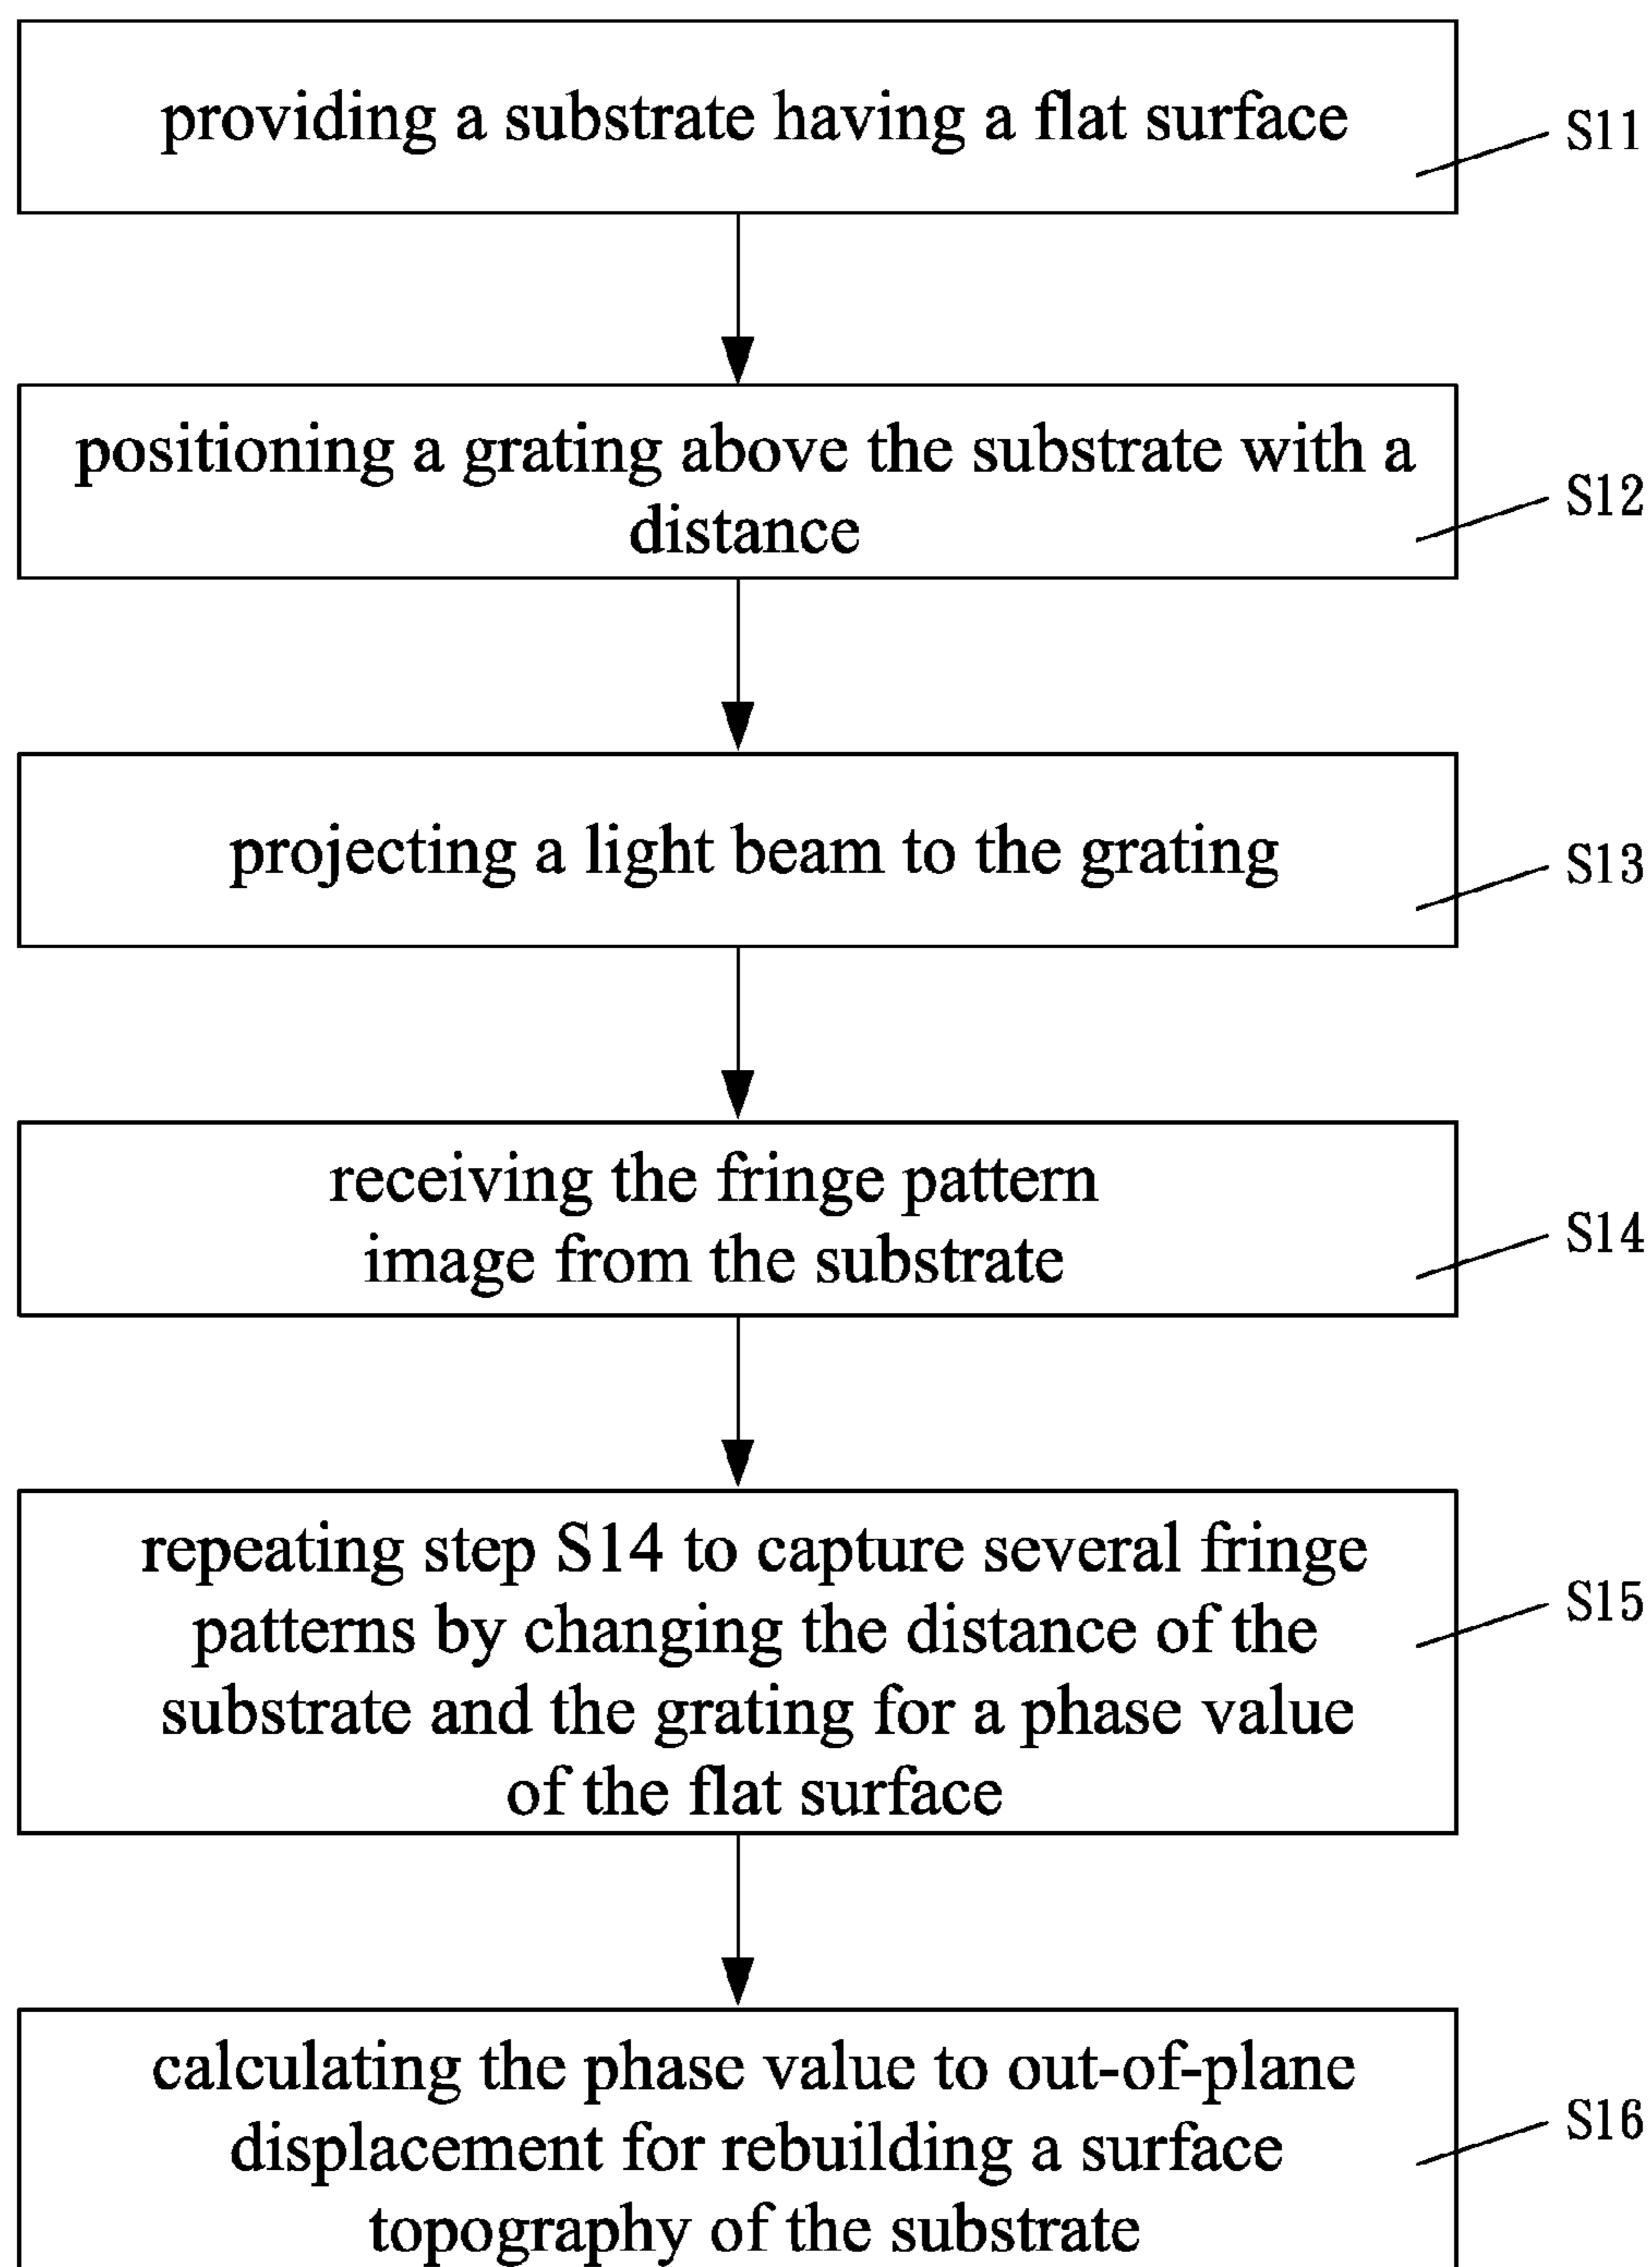 providing a substrate having a flat surface
S11
positioning a grating above the substrate with a
distance
S12
projecting a light beam to the grating
S13
receiving the fringe pattern
image from the substrate
S14
repeating step S14 to capture several fringe
patterns by changing the distance of the
substrate and the grating for a phase value
of the flat surface
S15
calculating the phase value to out-of-plane
displacement for rebuilding a surface
topography of the substrate
S16